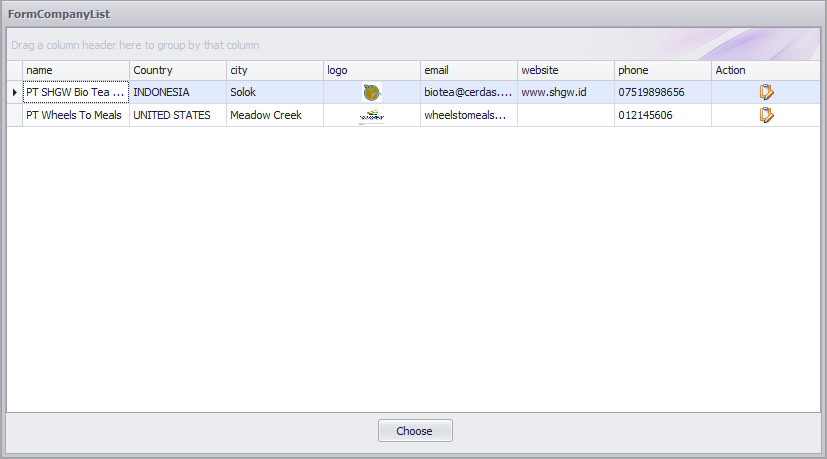 FormCompanyList
Drag a column header here to group by that column
name Country city logo email website phone Action
PT SHGW Bio Tea ... INDONESIA Solok biotea@cerdas.... www.shgw.id 07519898656
PT Wheels To Meals UNITED STATES Meadow Creek wheelstomeals... 012145606
Choose